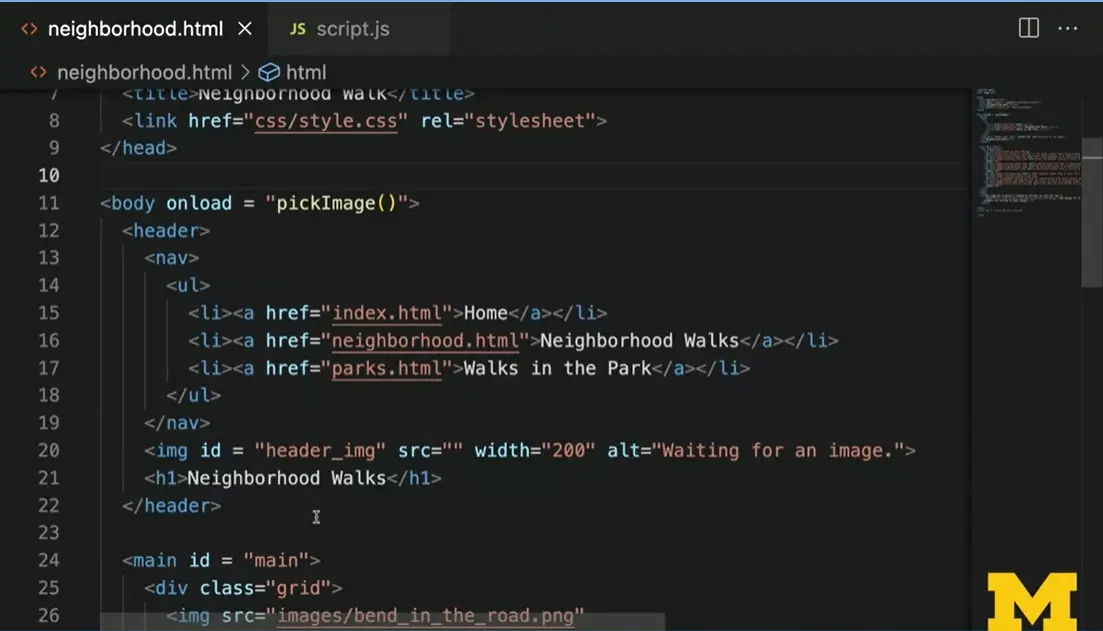 neighborhood.html
JS script.js
neighborhood.html > html
7 <title>Neighborhood Walk</title>
8 <link href="css/style.css" rel="stylesheet">
9 </head>
10
11 <body onload = "pickImage()">
12 <header>
13 <nav>
14 <ul>
15 <li><a href="index.html">Home</a></li>
16 <li><a href="neighborhood.html">Neighborhood Walks</a></li>
17 <li><a href="parks.html">Walks in the Park</a></li>
18 </ul>
19 </nav>
20 <img id = "header_img" src="" width="200" alt="Waiting for an image.">
21 <h1>Neighborhood Walks</h1>
22 </header>
23
24 <main id = "main">
25 <div class="grid">
26 <img src="images/bend_in_the_road.png"
M